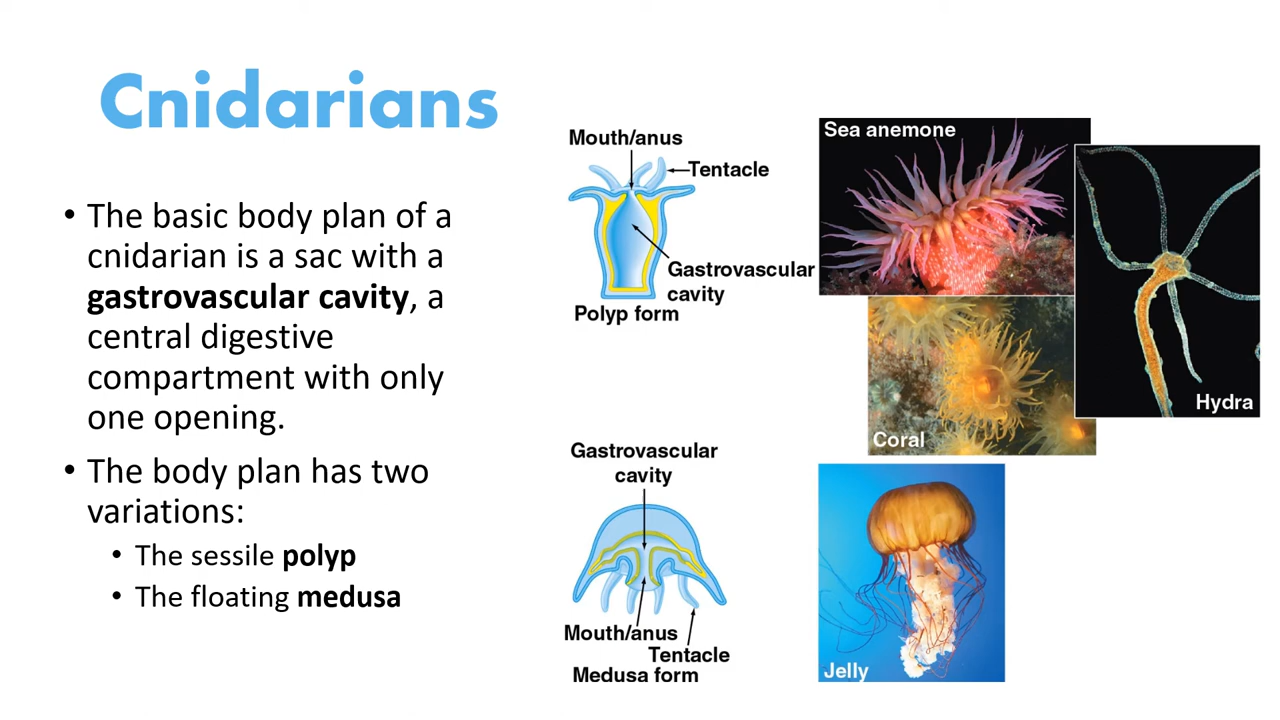 Cnidarians
• The basic body plan of a
cnidarian is a sac with a
gastrovascular cavity, a
central digestive
compartment with only
one opening.
• The body plan has two
variations:
• The sessile polyp
• The floating medusa
Mouth/anus
Tentacle
Gastrovascular
cavity
Polyp form
Gastrovascular
cavity
Mouth/anus
Tentacle
Medusa form
Sea anemone
Hydra
Coral
Jelly